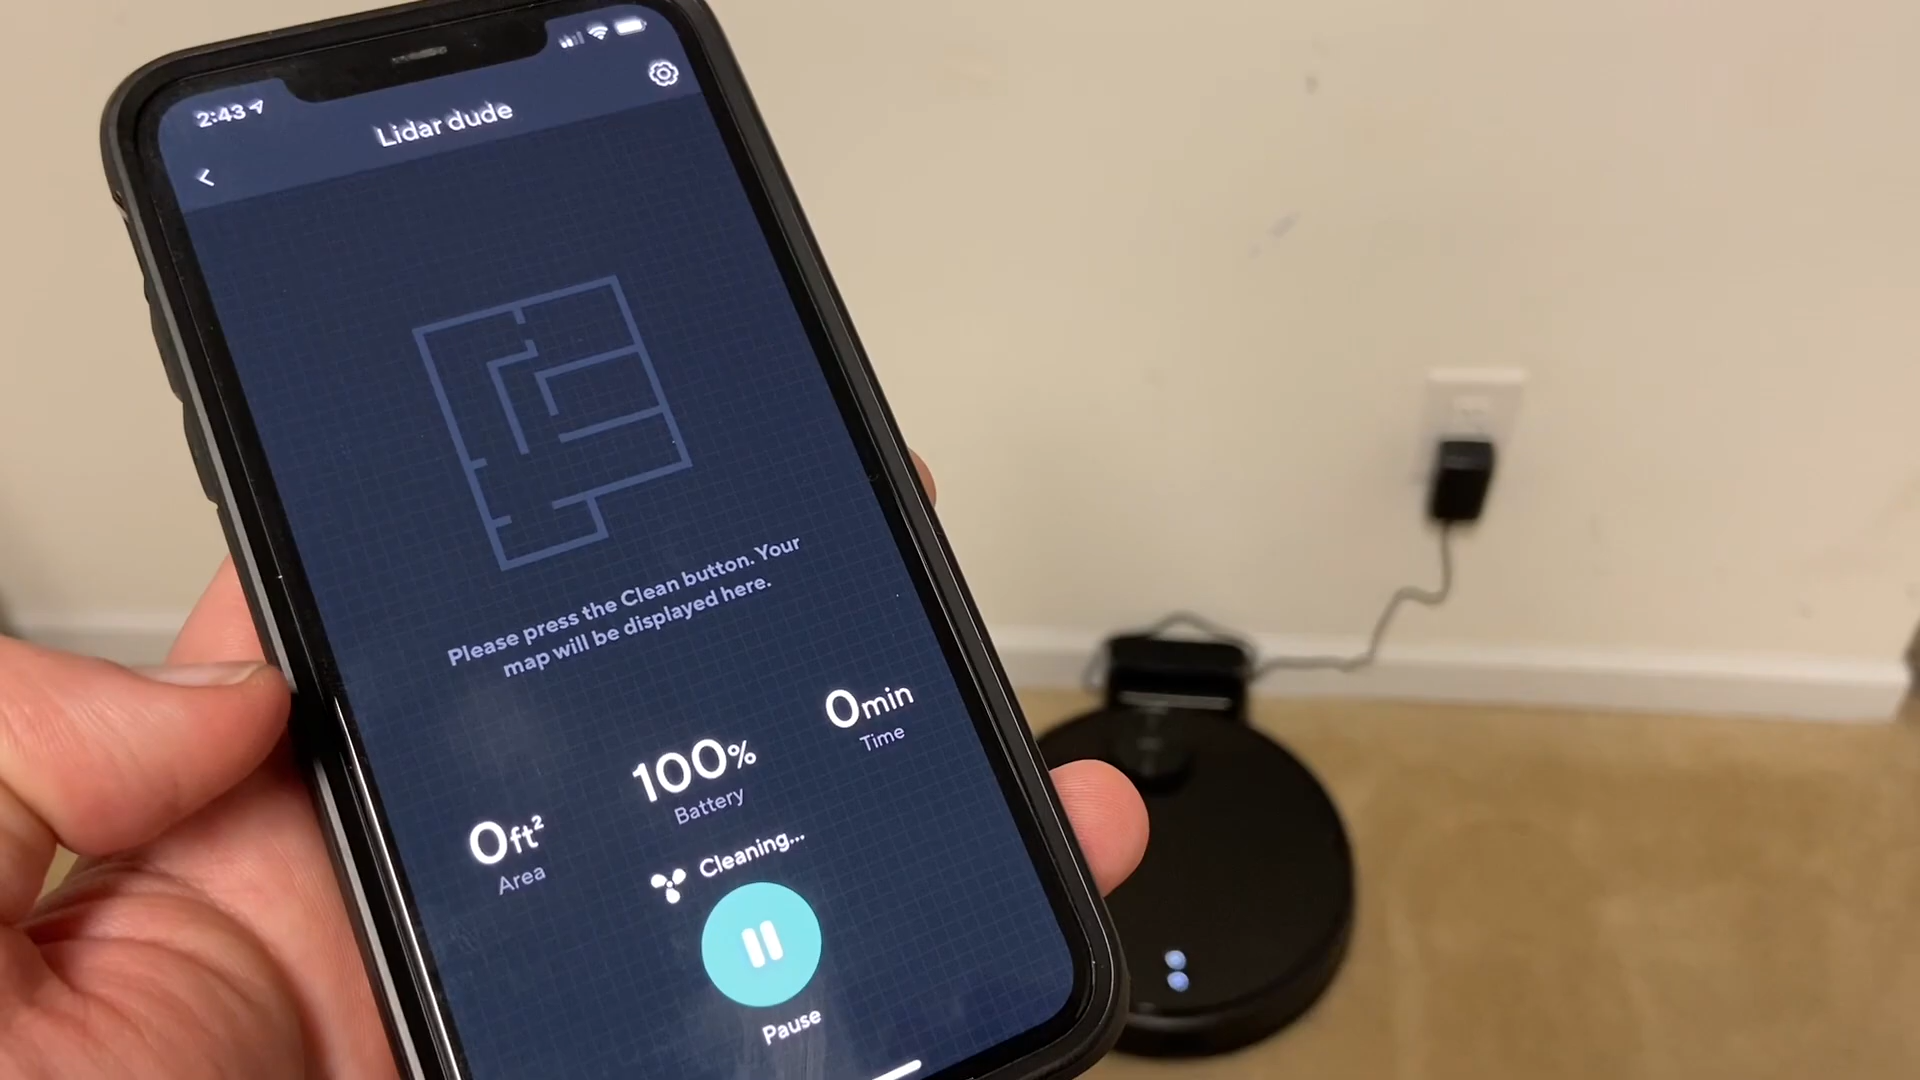 2:43
Lidar dude
Please press the Clean button. Your
map will be displayed here.
0ft²
Area
100%
Battery
0min
Time
Cleaning...
Pause